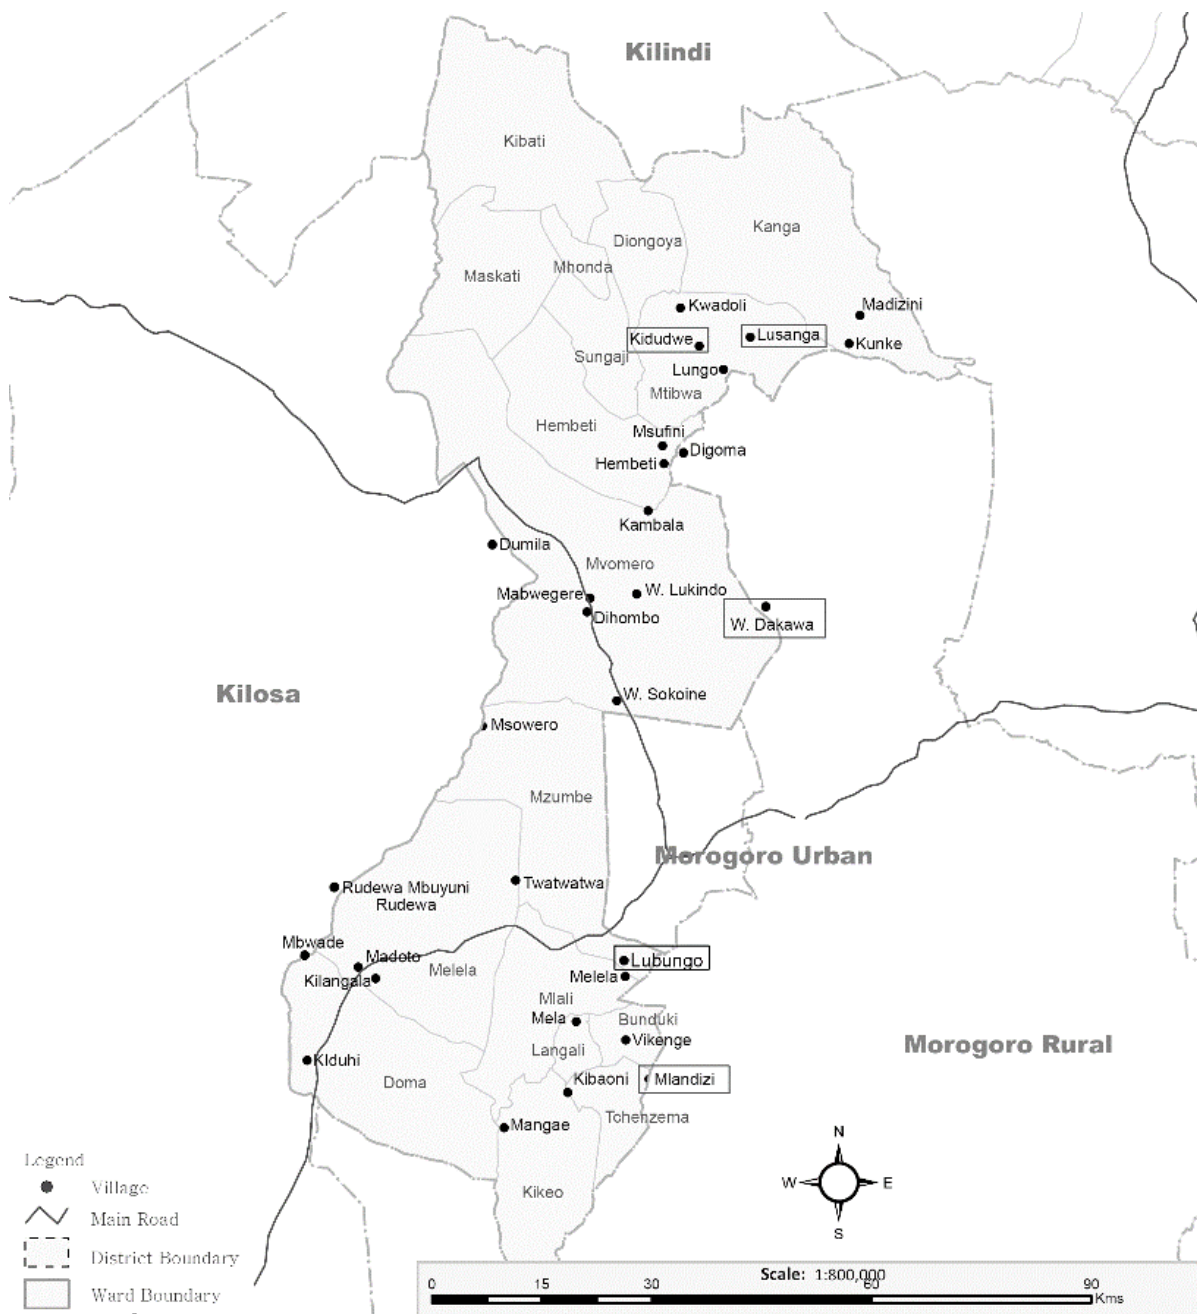 Kilindi
Kibati
Kanga
Diongoya
Mhonda
Maskati
Madizini
Kwadoli
Kidudwe
Lusanga
Kunke
Sungaji
Lungo
Mtibwa
Hembeti
Msufini
Digoma
Hembeti
Kambala
Dumila
Mvomero
Mabwegere
W. Lukindo
Dihombo
W. Dakawa
Kilosa
W. Sokoine
Msowero
Mzumbe
Morogoro Urban
Twatwatwa
Rudewa Mbuyuni
Rudewa
Mbwade
Madoto
Lubungo
Melela
Kilangala
Melela
Mlali
Mela
Bunduki
Vikenge
Langali
Morogoro Rural
KIduhi
Doma
Kibaoni
Mlandizi
Tchenzema
Mangae
Kikeo
N
W
E
S
Legend
Village
Main Road
District Boundary
Ward Boundary
Scale: 1:800,000
0 15 30 60 90
Kms